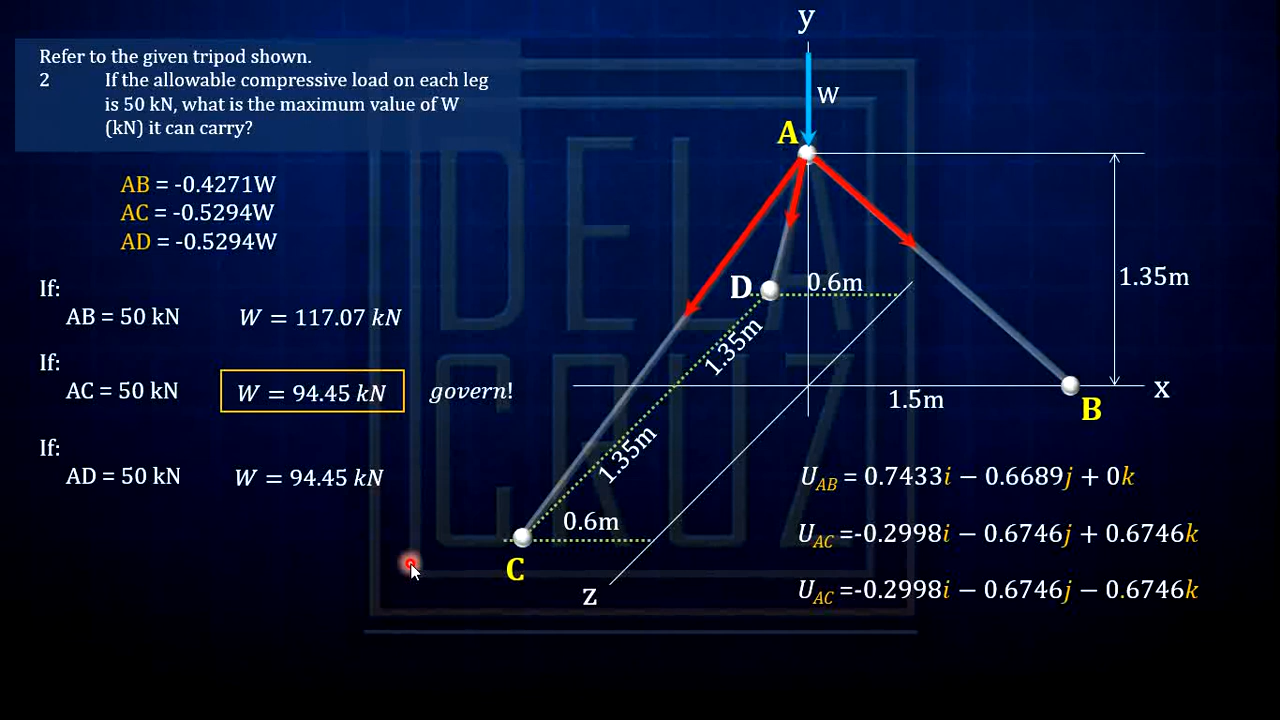 Refer to the given tripod shown.
2 If the allowable compressive load on each leg
is 50 kN, what is the maximum value of W
(kN) it can carry?
AB = -0.4271W
AC = -0.5294W
AD = -0.5294W
If:
AB = 50 kN W = 117.07 kN
If:
AC = 50 kN W = 94.45 kN govern!
If:
AD = 50 kN W = 94.45 kN
y
W
A
D 0.6m
1.35m
1.35m
x
1.5m
B
1.35m
0.6m
C
z
U_AB = 0.7433i − 0.6689j + 0k
U_AC =-0.2998i − 0.6746j + 0.6746k
U_AC =-0.2998i − 0.6746j − 0.6746k
DELA
CRUZ